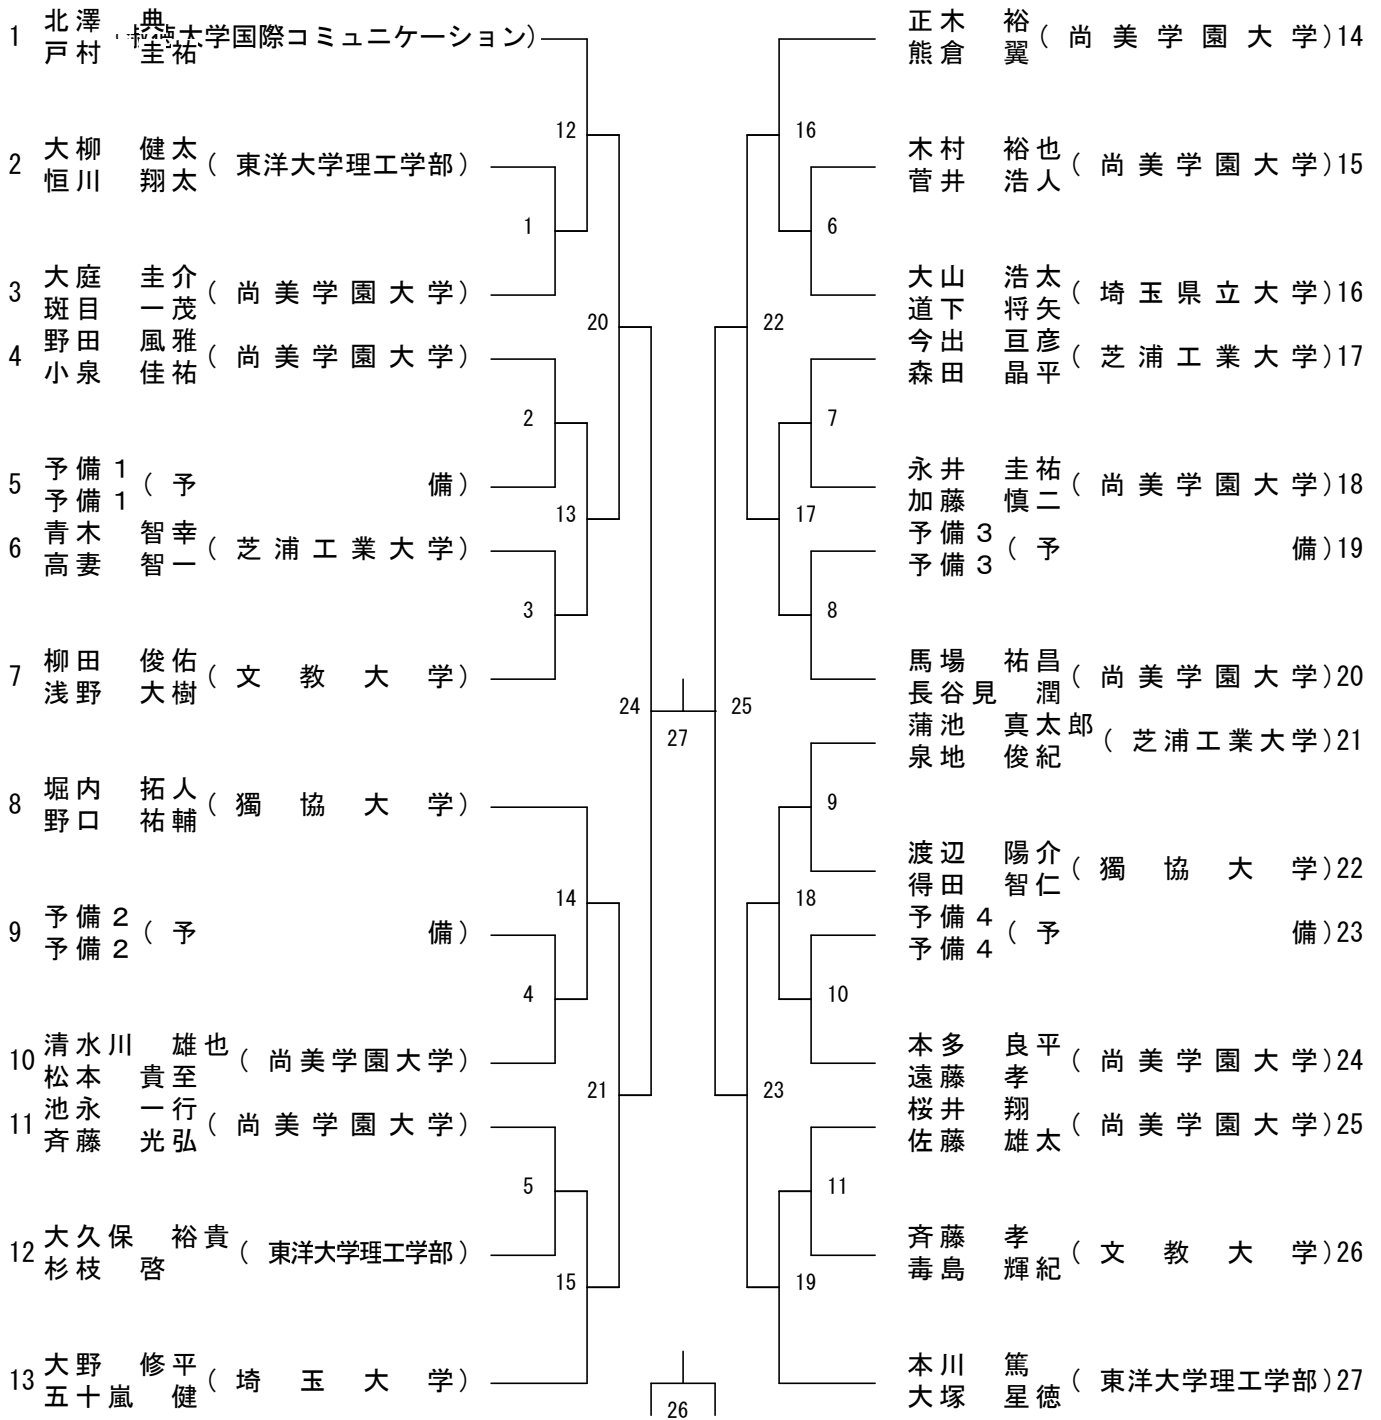 1 北澤 典
戸村 圭祐 大学国際コミュニケーション)
2 大柳 健太
恒川 翔太 (東洋大学理工学部)
3 大庭 圭介
斑目 一茂 (尚美学園大学)
4 野田 風雅
小泉 佳祐 (尚美学園大学)
5 予備1
予備1 (予備)
6 青木 智幸
高妻 智一 (芝浦工業大学)
7 柳田 俊佑
浅野 大樹 (文教大学)
8 堀内 拓人
野口 祐輔 (獨協大学)
9 予備2
予備2 (予備)
10 清水川 雄也
松本 貴至 (尚美学園大学)
11 池永 一行
斉藤 光弘 (尚美学園大学)
12 大久保 裕貴
杉枝 啓 (東洋大学理工学部)
13 大野 修平
五十嵐 健 (埼玉大学)
12
1
20
2
13
3
24
14
4
21
5
15
27
26
25
16
6
22
7
17
8
9
18
10
23
11
19
正木 裕
熊倉 翼 (尚美学園大学)14
木村 裕也
菅井 浩人 (尚美学園大学)15
大山 浩太
道下 将矢 (埼玉県立大学)16
今出 亘彦
森田 晶平 (芝浦工業大学)17
永井 圭祐
加藤 慎二 (尚美学園大学)18
予備3
予備3 (予備)19
馬場 祐昌
長谷見 潤 (尚美学園大学)20
蒲池 真太郎
泉地 俊紀 (芝浦工業大学)21
渡辺 陽介
得田 智仁 (獨協大学)22
予備4
予備4 (予備)23
本多 良平
遠藤 孝 (尚美学園大学)24
桜井 翔
佐藤 雄太 (尚美学園大学)25
斉藤 孝
毒島 輝紀 (文教大学)26
本川 篤
大塚 星徳 (東洋大学理工学部)27